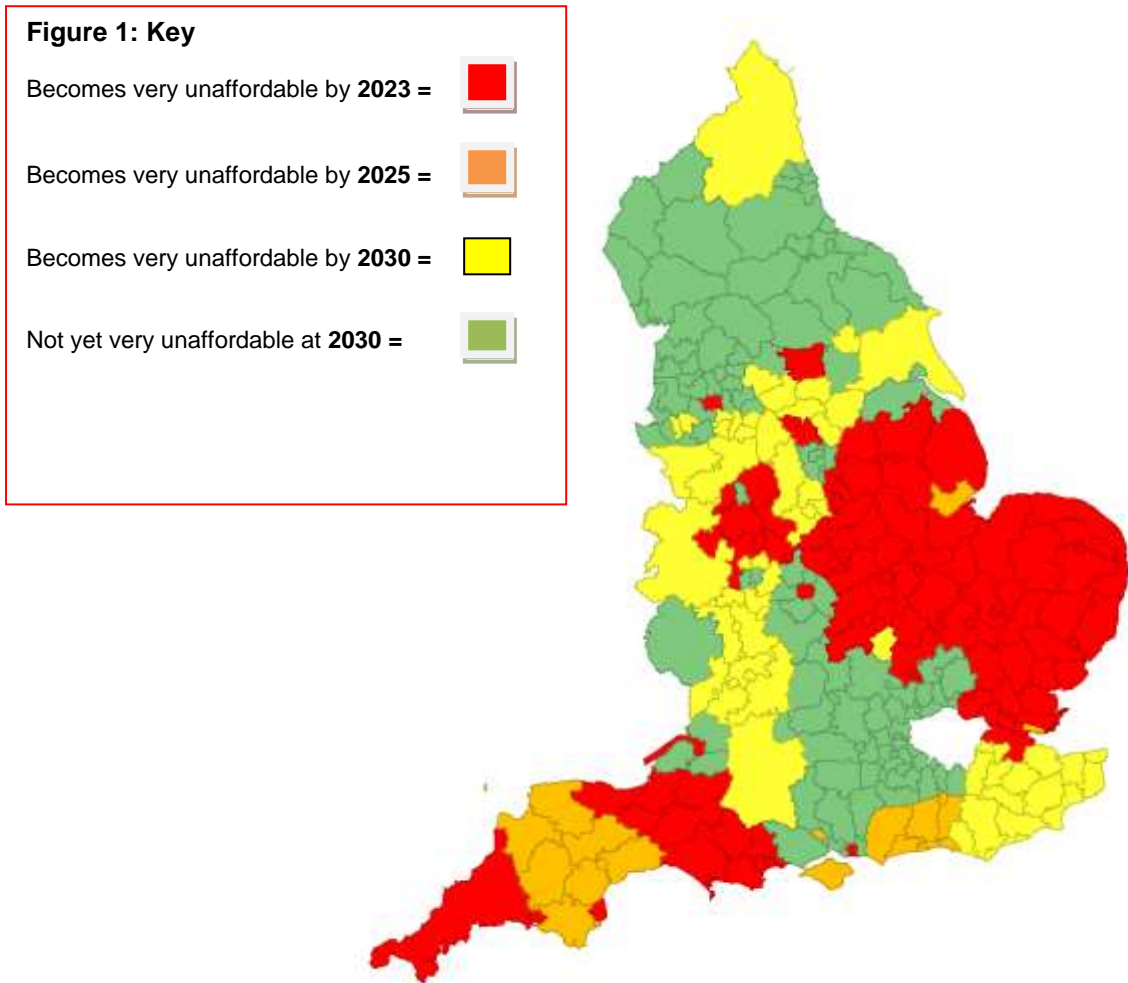 Figure 1: Key
Becomes very unaffordable by 2023 =
Becomes very unaffordable by 2025 =
Becomes very unaffordable by 2030 =
Not yet very unaffordable at 2030 =